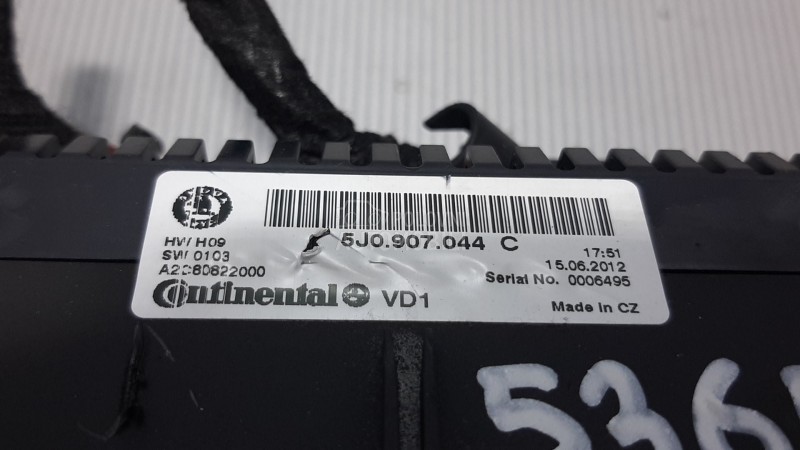 5J0.907.044 C
HW H09
SW 0103
A2C80822000
17:51
15.06.2012
Serial No. 0006495
Continental VD1
Made in CZ
536